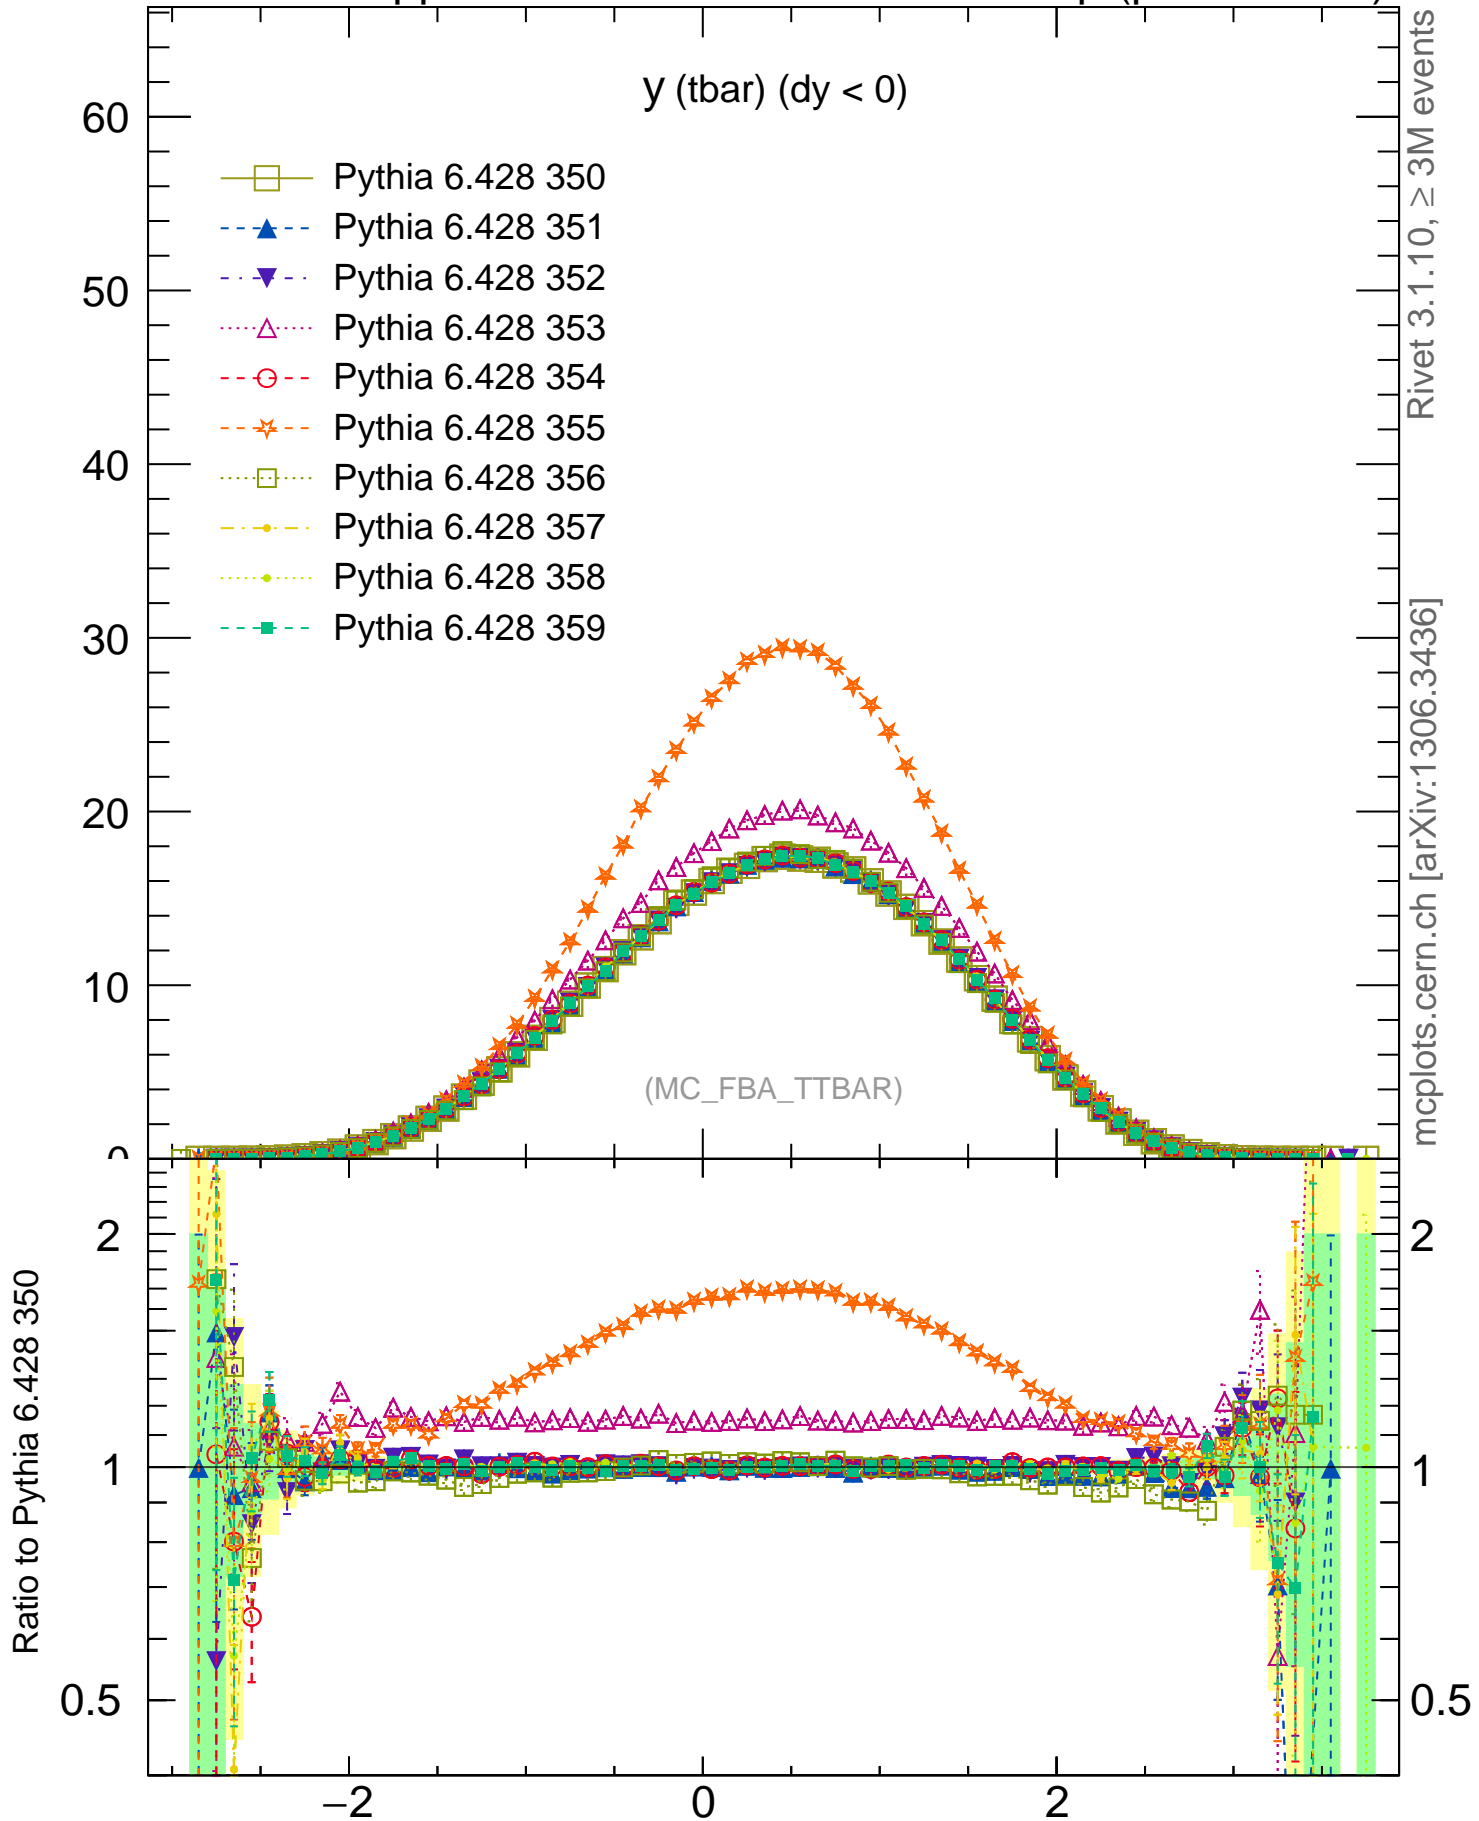 y (tbar) (dy < 0)
Pythia 6.428 350
Pythia 6.428 351
Pythia 6.428 352
Pythia 6.428 353
Pythia 6.428 354
Pythia 6.428 355
Pythia 6.428 356
Pythia 6.428 357
Pythia 6.428 358
Pythia 6.428 359
60
50
40
30
20
10
0
(MC_FBA_TTBAR)
Rivet 3.1.10, ≥ 3M events
mcplots.cern.ch [arXiv:1306.3436]
Ratio to Pythia 6.428 350
2
1
0.5
2
1
0.5
−2
0
2